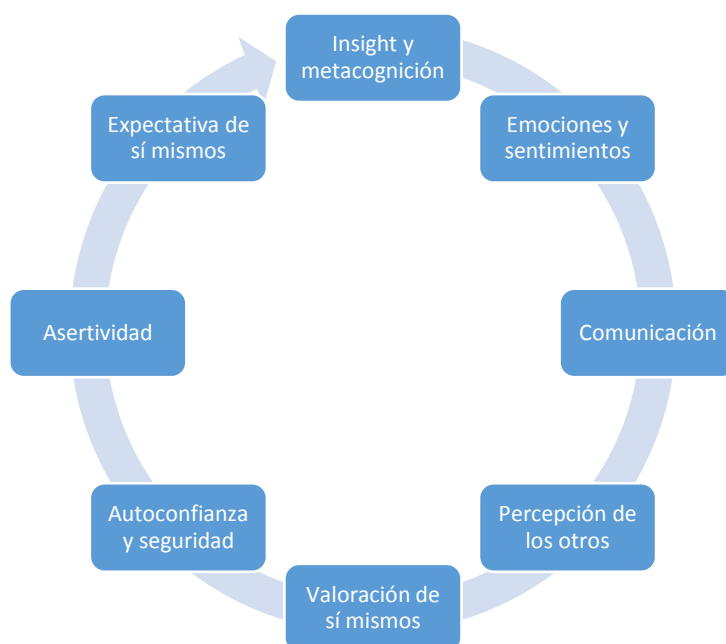 Insight y
metacognición
Emociones y
sentimientos
Comunicación
Percepción de
los otros
Valoración de
sí mismos
Autoconfianza
y seguridad
Asertividad
Expectativa de
sí mismos